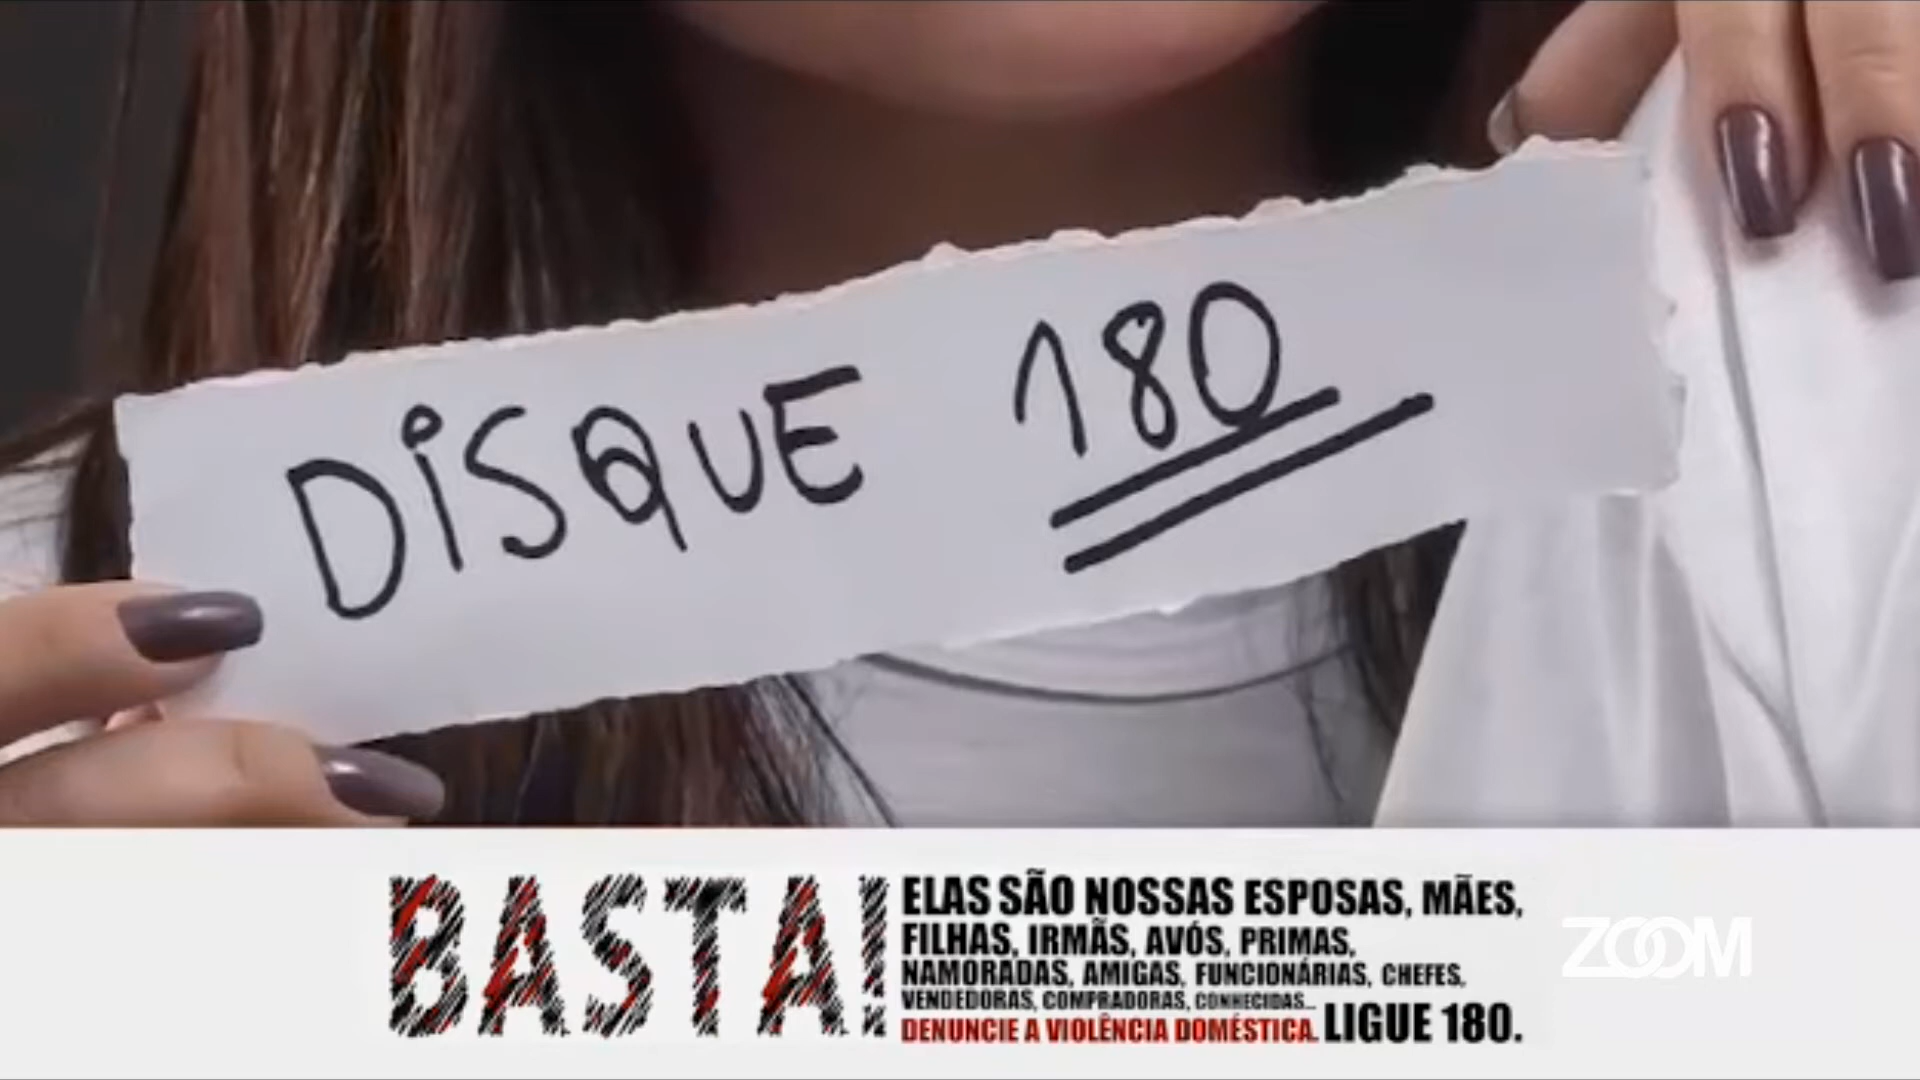 DISQUE 180
BASTA!
ELAS SÃO NOSSAS ESPOSAS, MÃES,
FILHAS, IRMÃS, AVÓS, PRIMAS,
NAMORADAS, AMIGAS, FUNCIONÁRIAS, CHEFES,
VENDEDORAS, COMPRADORAS, CONHECIDAS...
DENUNCIE A VIOLÊNCIA DOMÉSTICA. LIGUE 180.
ZOOM